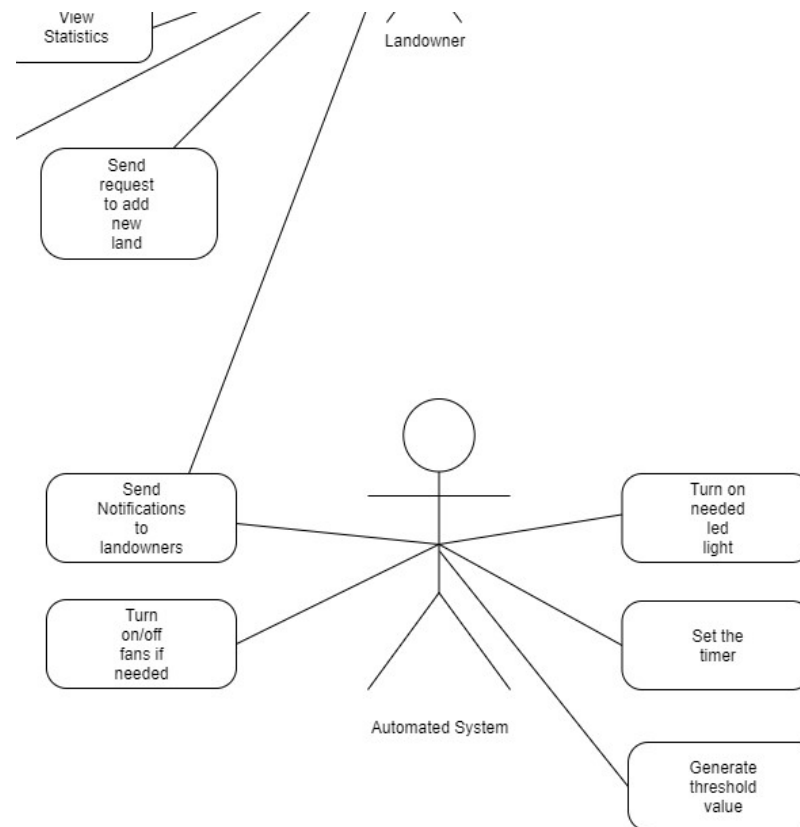 View
Statistics
Landowner
Send
request
to add
new
land
Send
Notifications
to
landowners
Turn on
needed
led
light
Turn
on/off
fans if
needed
Set the
timer
Automated System
Generate
threshold
value